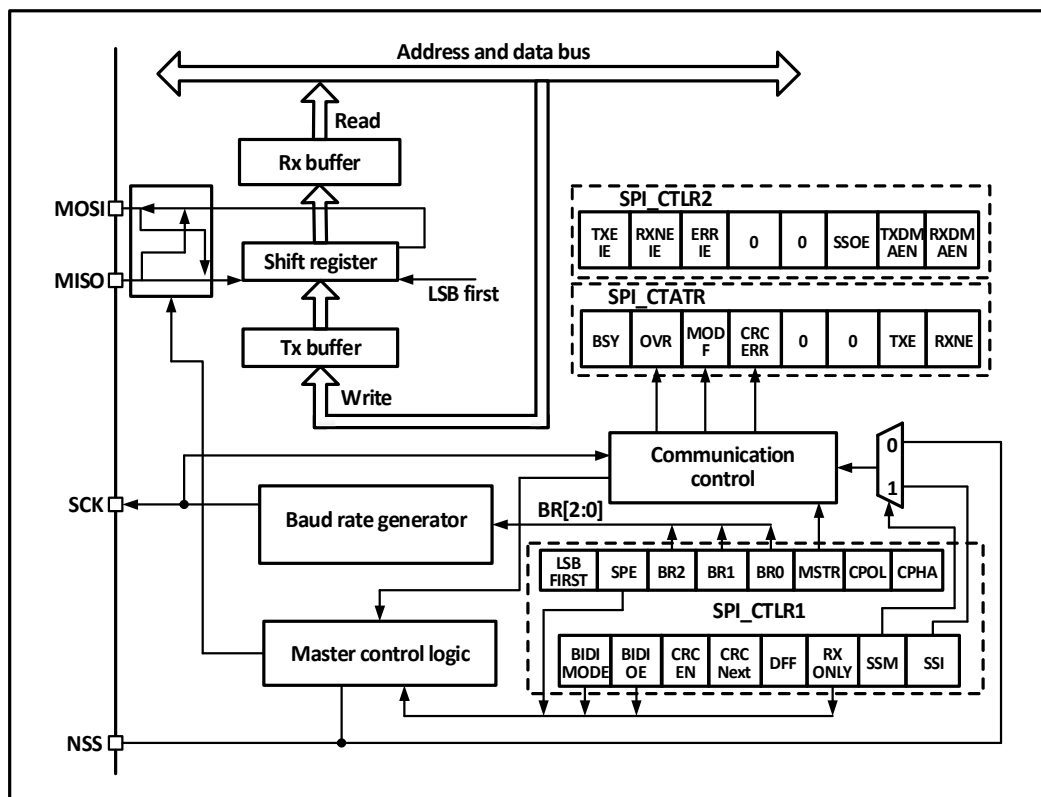 Address and data bus
Read
Rx buffer
MOSI
SPI_CTLR2
TXE
IE
RXNE
IE
ERR
IE
0
0
SSOE
TXDM
AEN
RXDM
AEN
Shift register
MISO
LSB first
SPI_CTATR
BSY
OVR
MOD
F
CRC
ERR
0
0
TXE
RXNE
Tx buffer
Write
Communication
control
0
1
SCK
Baud rate generator
BR[2:0]
LSB
FIRST
SPE
BR2
BR1
BR0
MSTR
CPOL
CPHA
SPI_CTLR1
Master control logic
BIDI
MODE
BIDI
OE
CRC
EN
CRC
Next
DFF
RX
ONLY
SSM
SSI
NSS